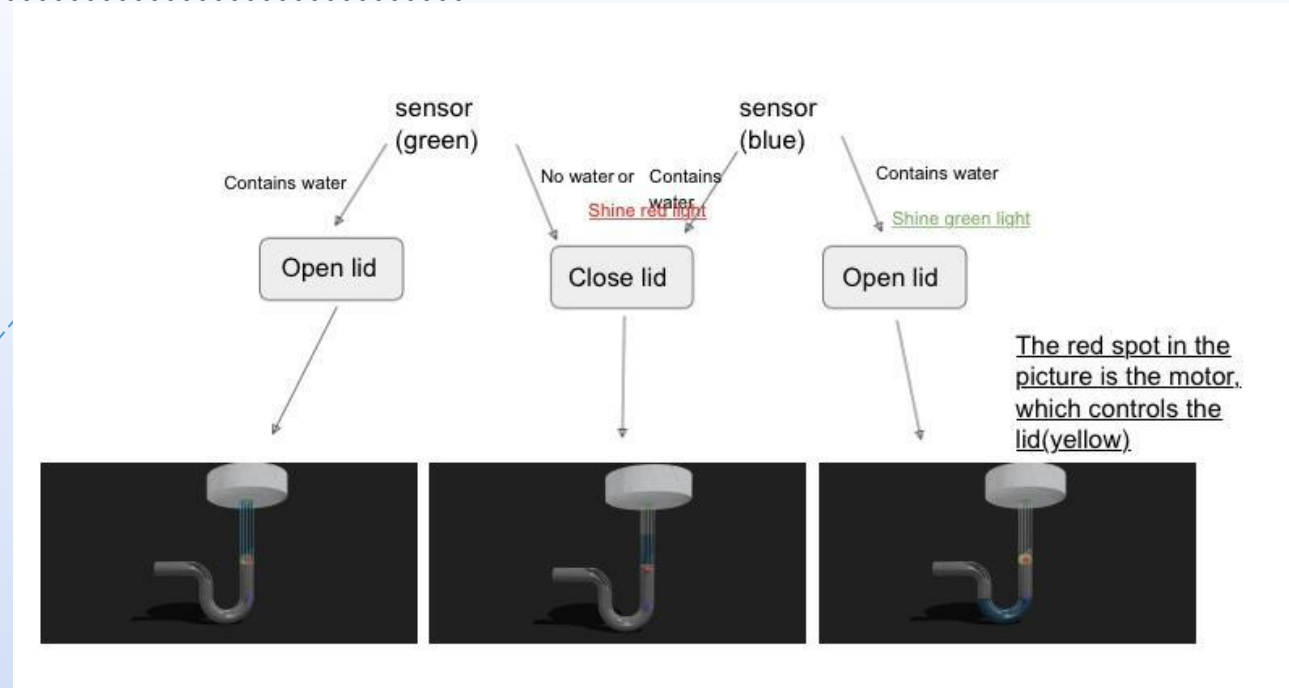 sensor
(green)
sensor
(blue)
Contains water
No water or
Contains
water
Shine red light
Contains water
Shine green light
Open lid
Close lid
Open lid
The red spot in the
picture is the motor,
which controls the
lid(yellow)